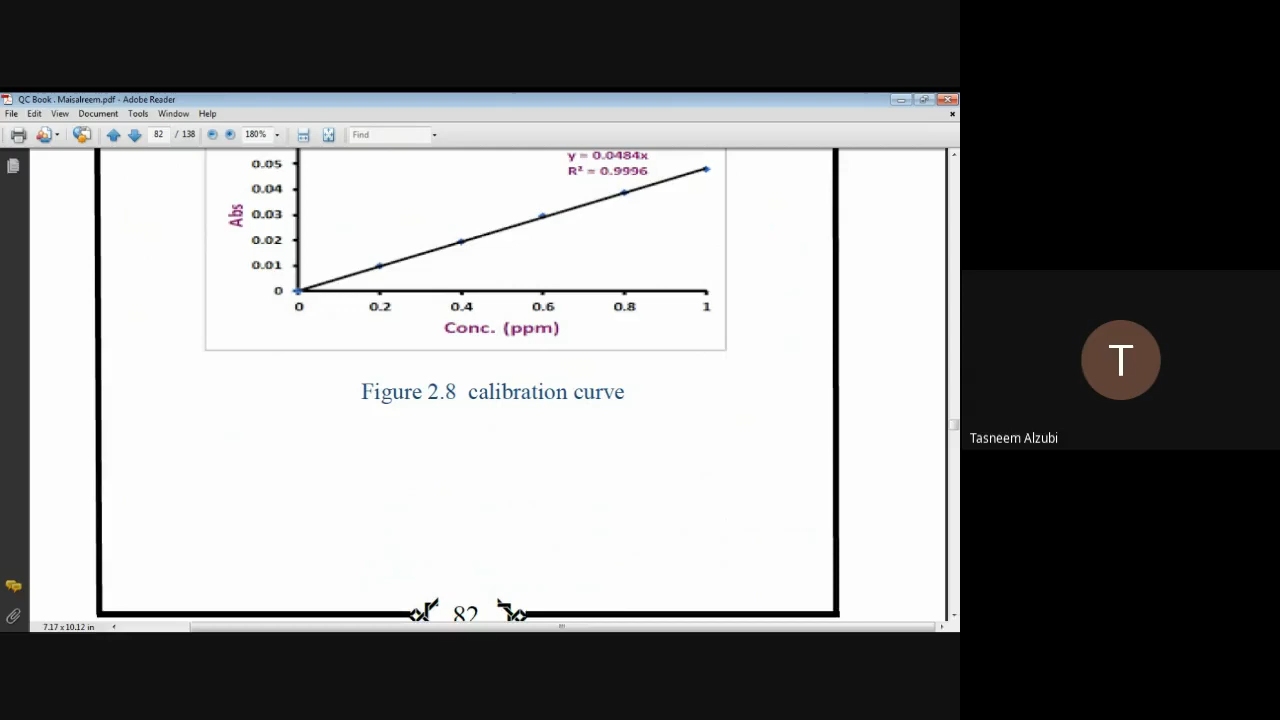 QC Book . Maisalreem.pdf - Adobe Reader
File Edit View Document Tools Window Help
82 / 138 180% Find
y = 0.0484x
R² = 0.9996
0.05
0.04
0.03
0.02
0.01
0
Abs
0 0.2 0.4 0.6 0.8 1
Conc. (ppm)
Figure 2.8 calibration curve
82
7.17 x 10.12 in
T
Tasneem Alzubi